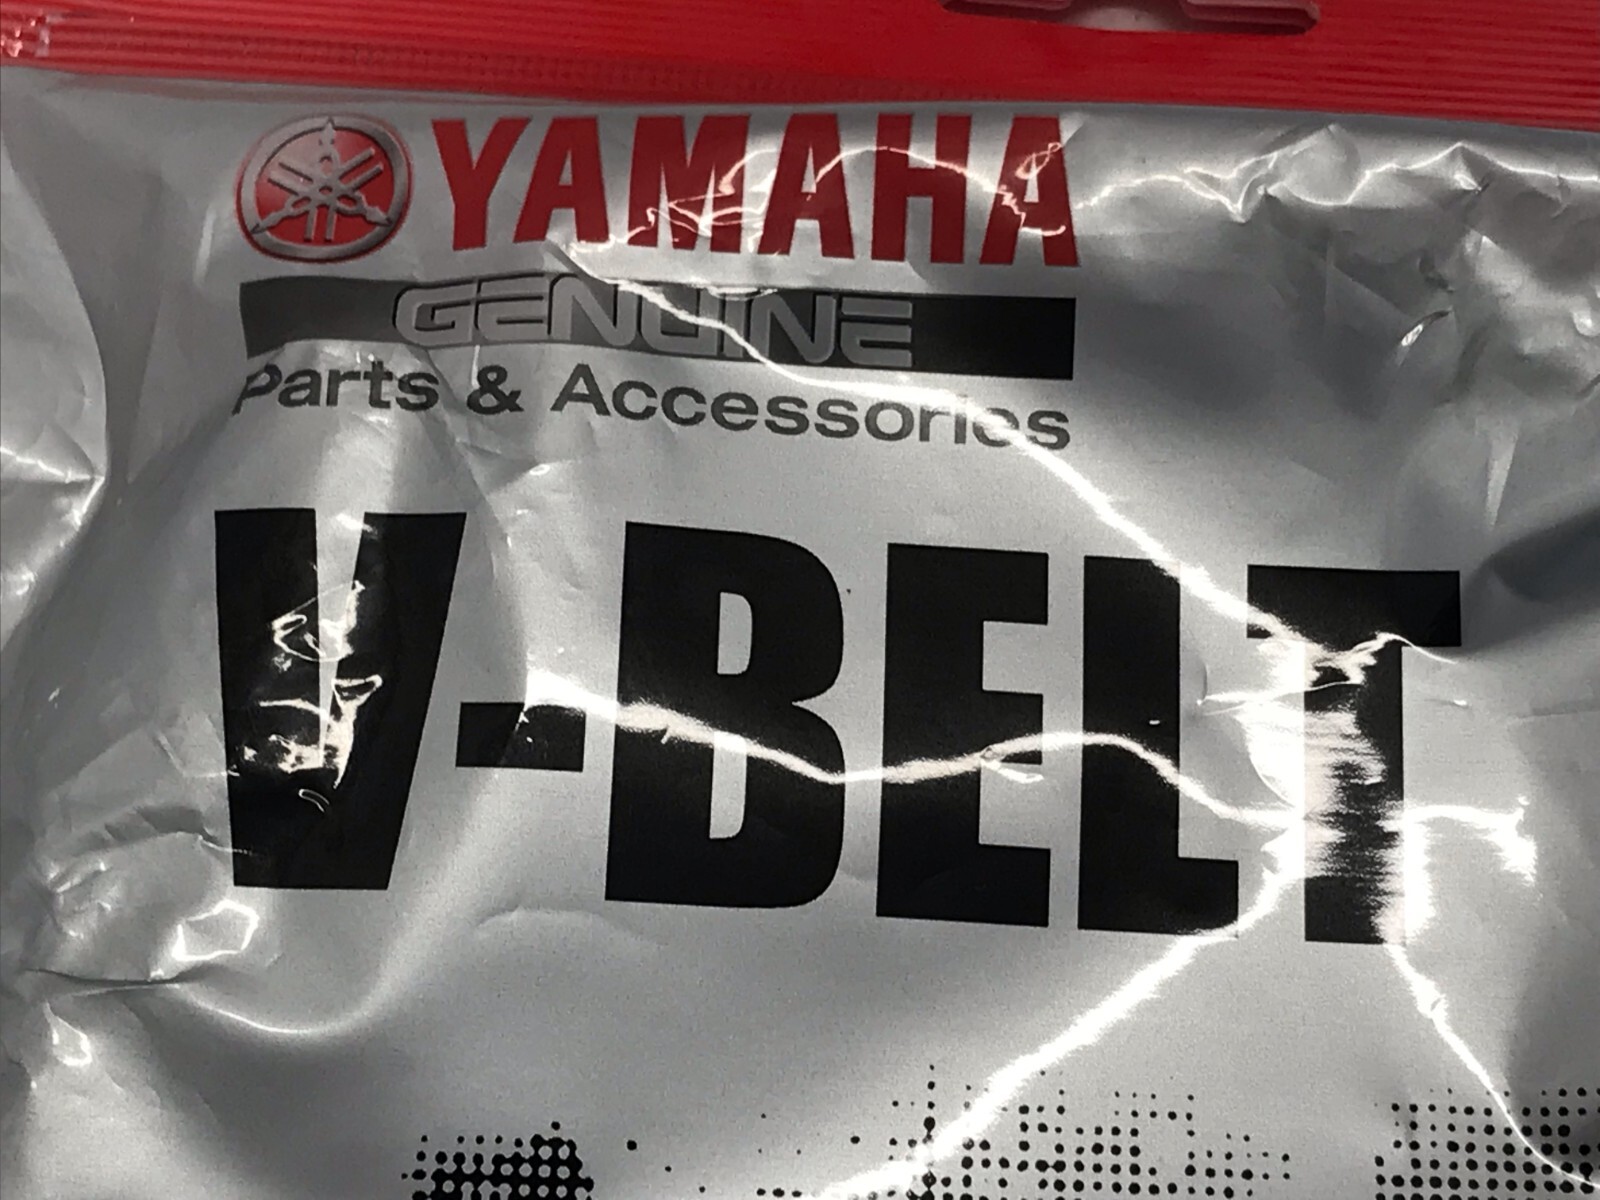 YAMAHA
GENUINE
Parts & Accessories
V-BELT